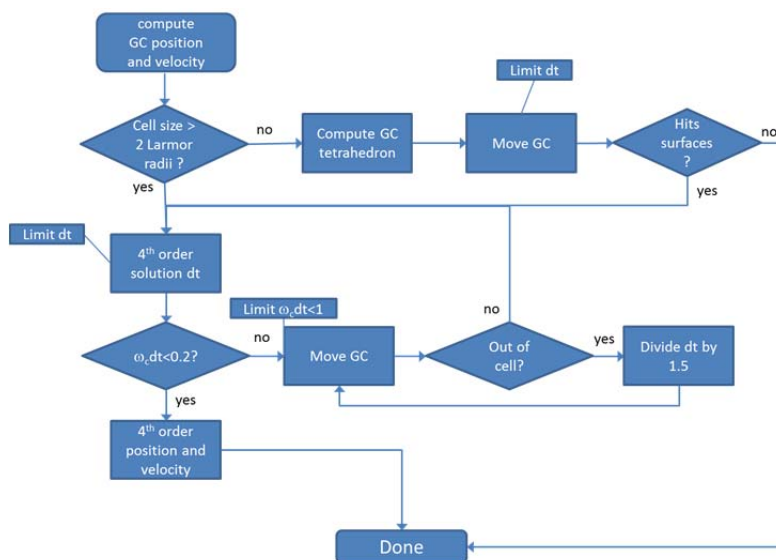 compute
GC position
and velocity
Limit dt
Cell size >
2 Larmor
radii ?
no
Compute GC
tetrahedron
Move GC
Hits
surfaces
?
no
yes
yes
Limit dt
4th order
solution dt
Limit ωcdt<1
no
ωcdt<0.2?
no
Move GC
Out of
cell?
yes
Divide dt by
1.5
yes
4th order
position and
velocity
Done